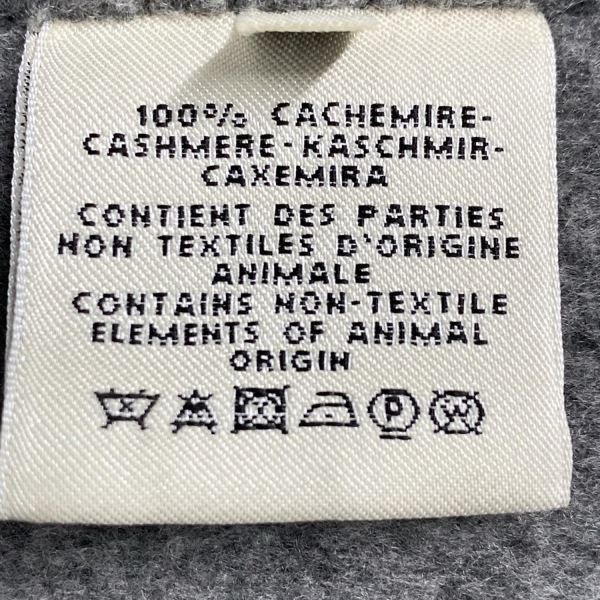 100% CACHEMIRE-
CASHMERE-KASCHMIR-
CAXEMIRA
CONTIENT DES PARTIES
NON TEXTILES D'ORIGINE
ANIMALE
CONTAINS NON-TEXTILE
ELEMENTS OF ANIMAL
ORIGIN
P W